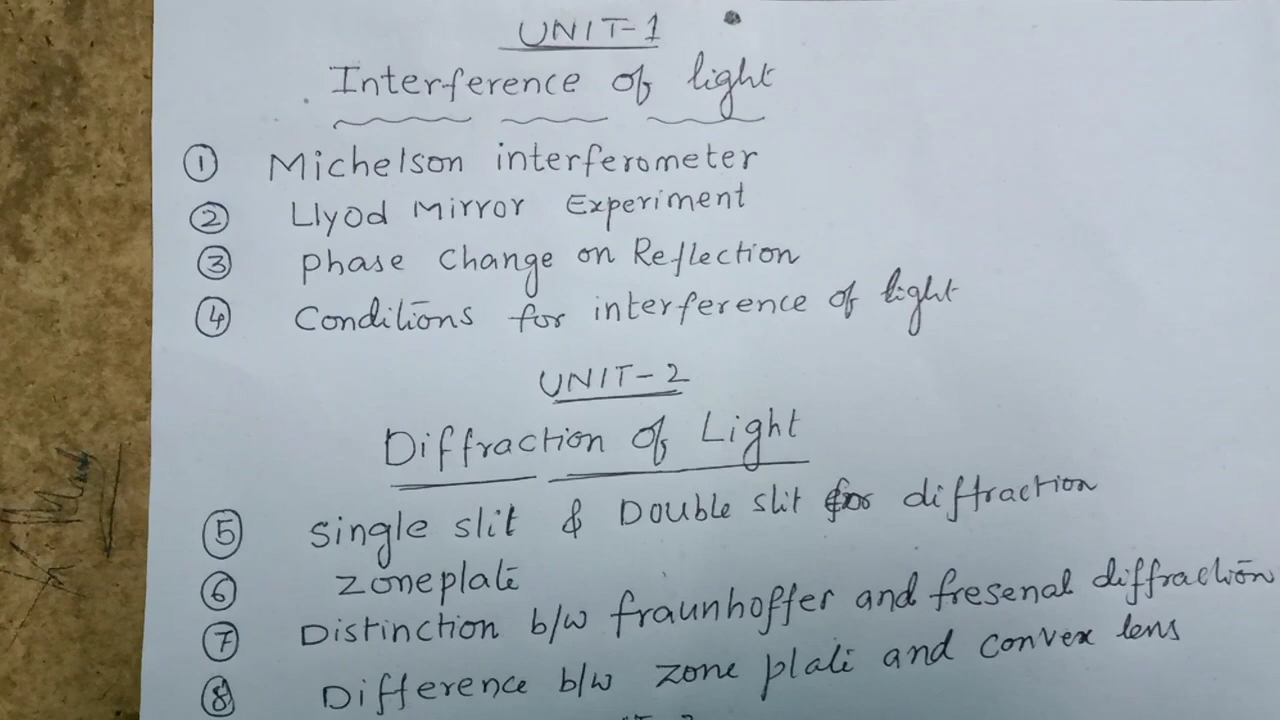 UNIT-1
Interference of light
① Michelson interferometer
② Llyod Mirror Experiment
③ phase Change on Reflection
④ Conditions for interference of light
UNIT-2
Diffraction of Light
⑤ single slit & Double slit for diffraction
⑥ zoneplate
⑦ Distinction b/w fraunhoffer and fresenal diffraction
⑧ Difference b/w zone plate and convex lens